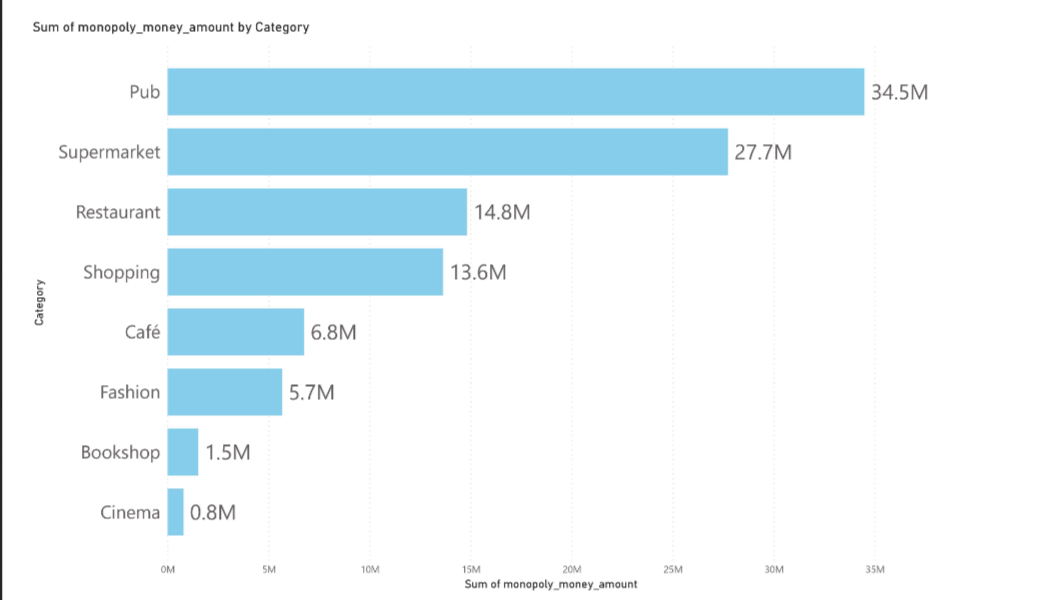 Sum of monopoly_money_amount by Category
Category
Pub 34.5M
Supermarket 27.7M
Restaurant 14.8M
Shopping 13.6M
Café 6.8M
Fashion 5.7M
Bookshop 1.5M
Cinema 0.8M
0M 5M 10M 15M 20M 25M 30M 35M
Sum of monopoly_money_amount